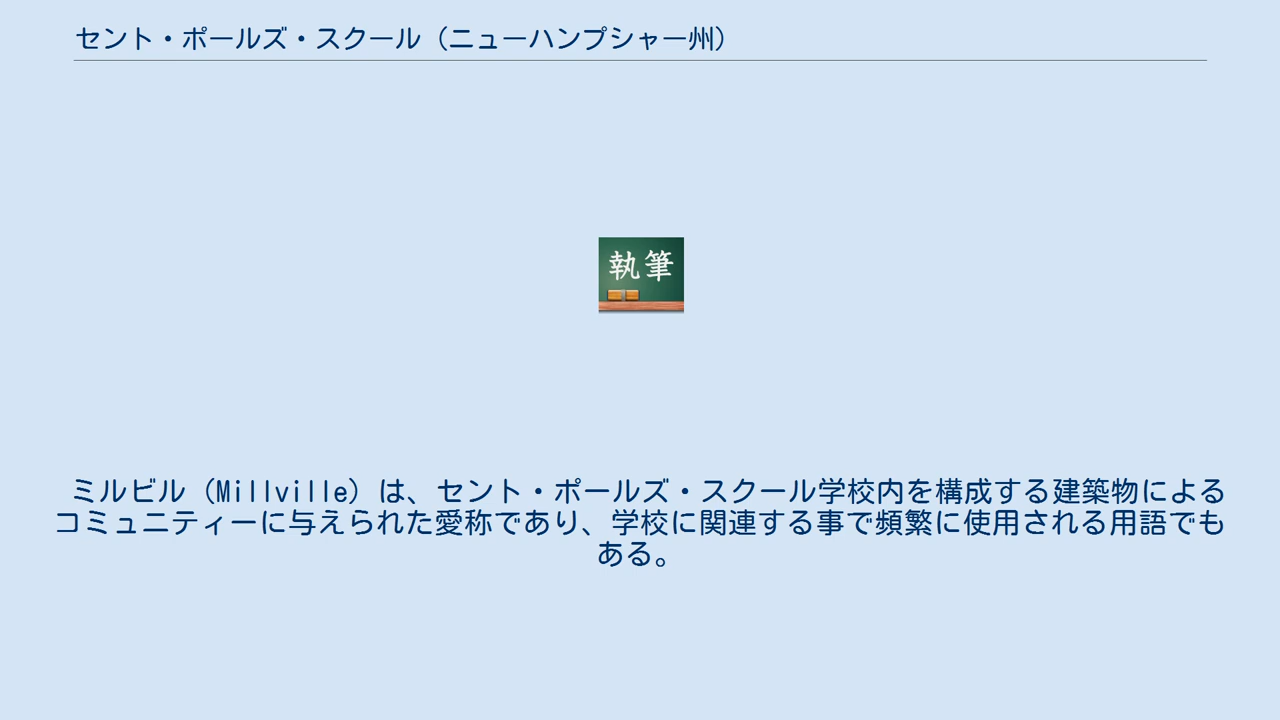 セント・ポールズ・スクール（ニューハンプシャー州）
執筆
ミルビル（Millville）は、セント・ポールズ・スクール学校内を構成する建築物による
コミュニティーに与えられた愛称であり、学校に関連する事で頻繁に使用される用語でも
ある。